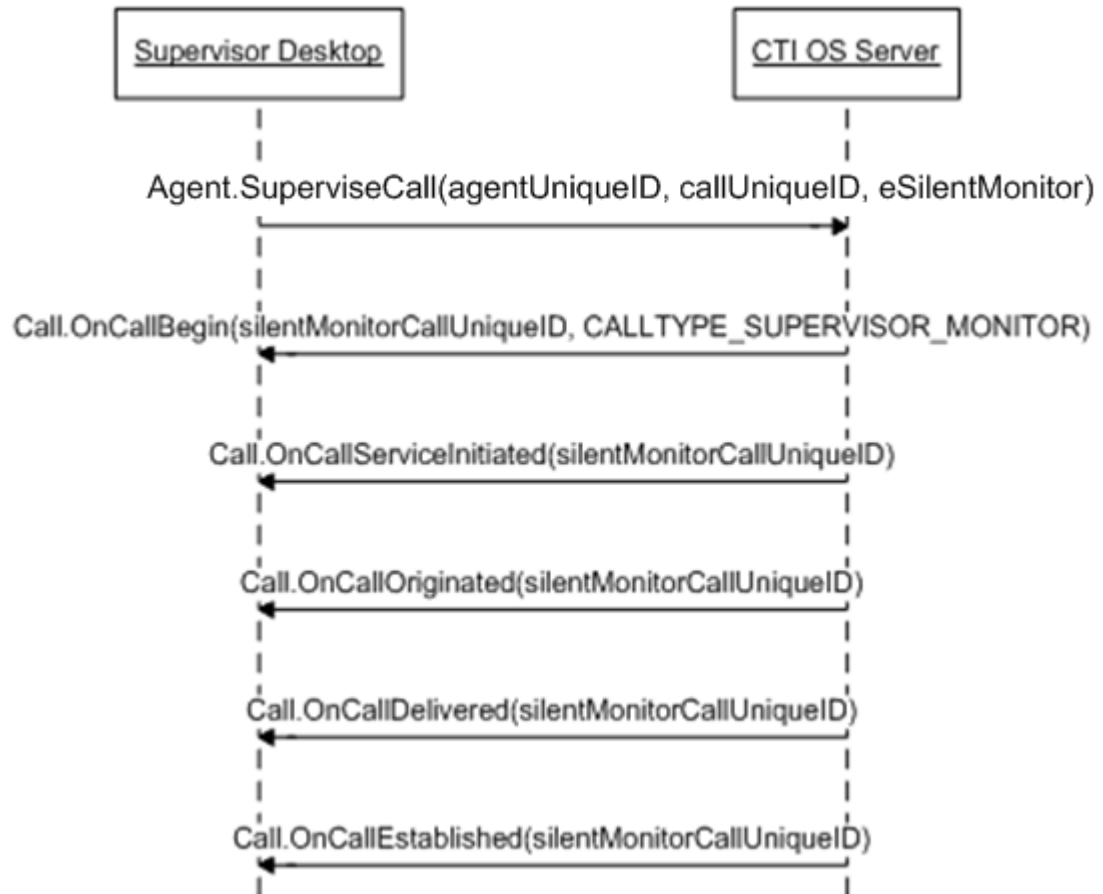 Supervisor Desktop
CTI OS Server
Agent.SuperviseCall(agentUniqueID, callUniqueID, eSilentMonitor)
Call.OnCallBegin(silentMonitorCallUniqueID, CALLTYPE_SUPERVISOR_MONITOR)
Call.OnCallServiceInitiated(silentMonitorCallUniqueID)
Call.OnCallOriginated(silentMonitorCallUniqueID)
Call.OnCallDelivered(silentMonitorCallUniqueID)
Call.OnCallEstablished(silentMonitorCallUniqueID)